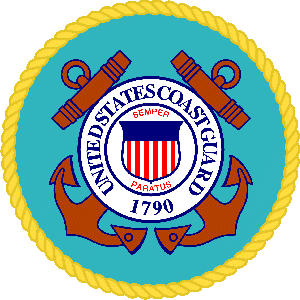 UNITED STATES COAST GUARD
SEMPER
PARATUS
1790